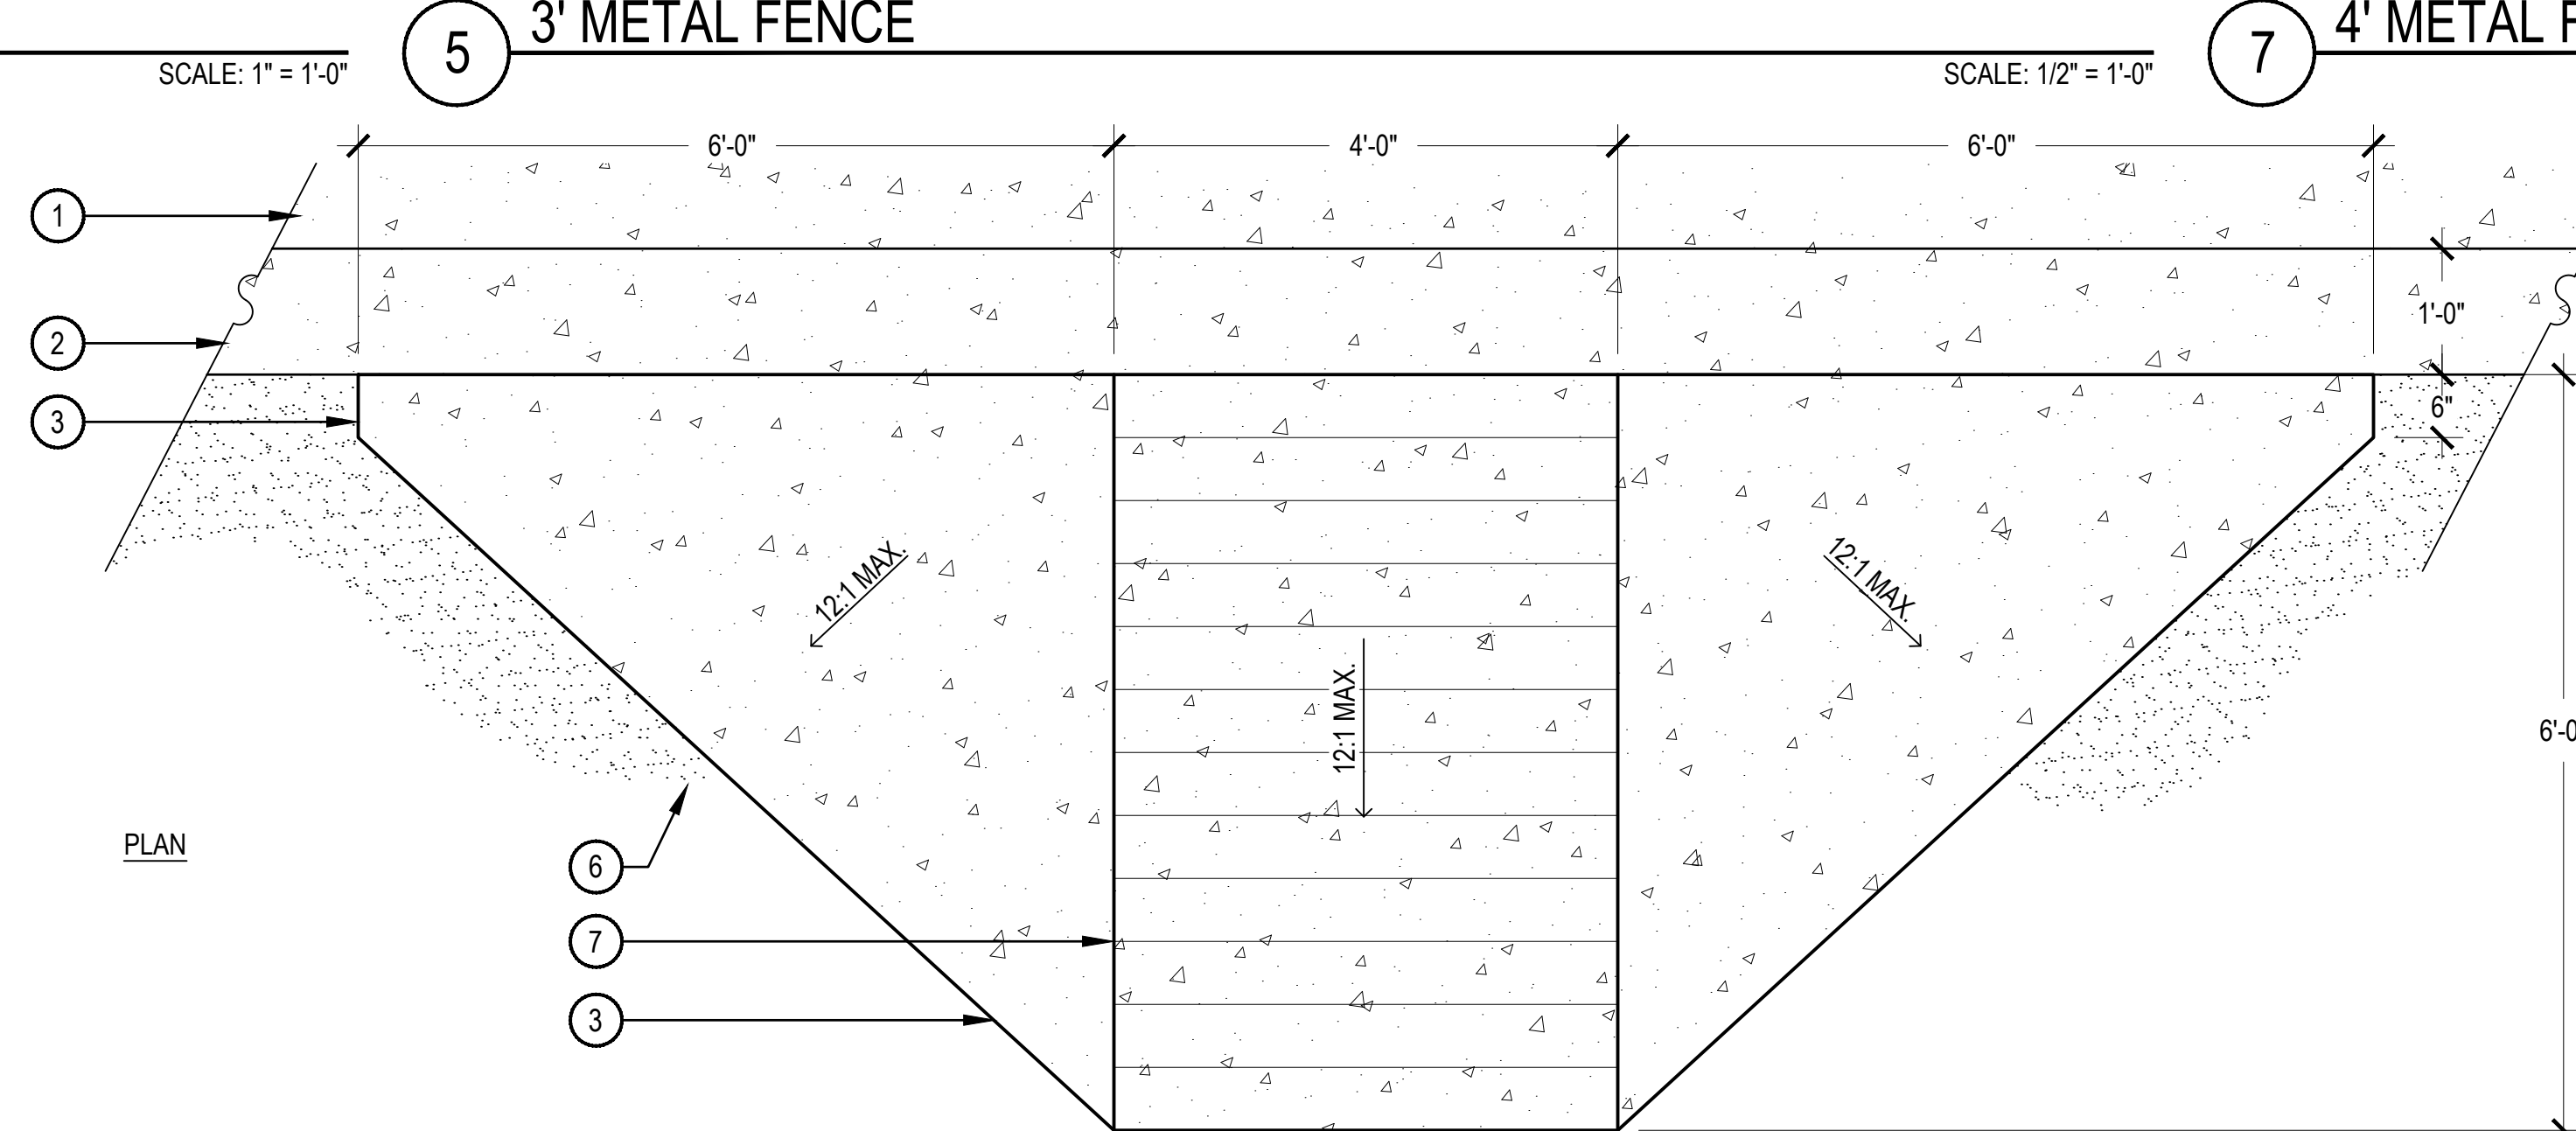 5
3' METAL FENCE
7
4' METAL
SCALE: 1" = 1'-0"
SCALE: 1/2" = 1'-0"
6'-0"
4'-0"
6'-0"
1
2
1'-0"
3
6"
12:1 MAX.
12:1 MAX.
12:1 MAX.
6'-0
PLAN
6
7
3